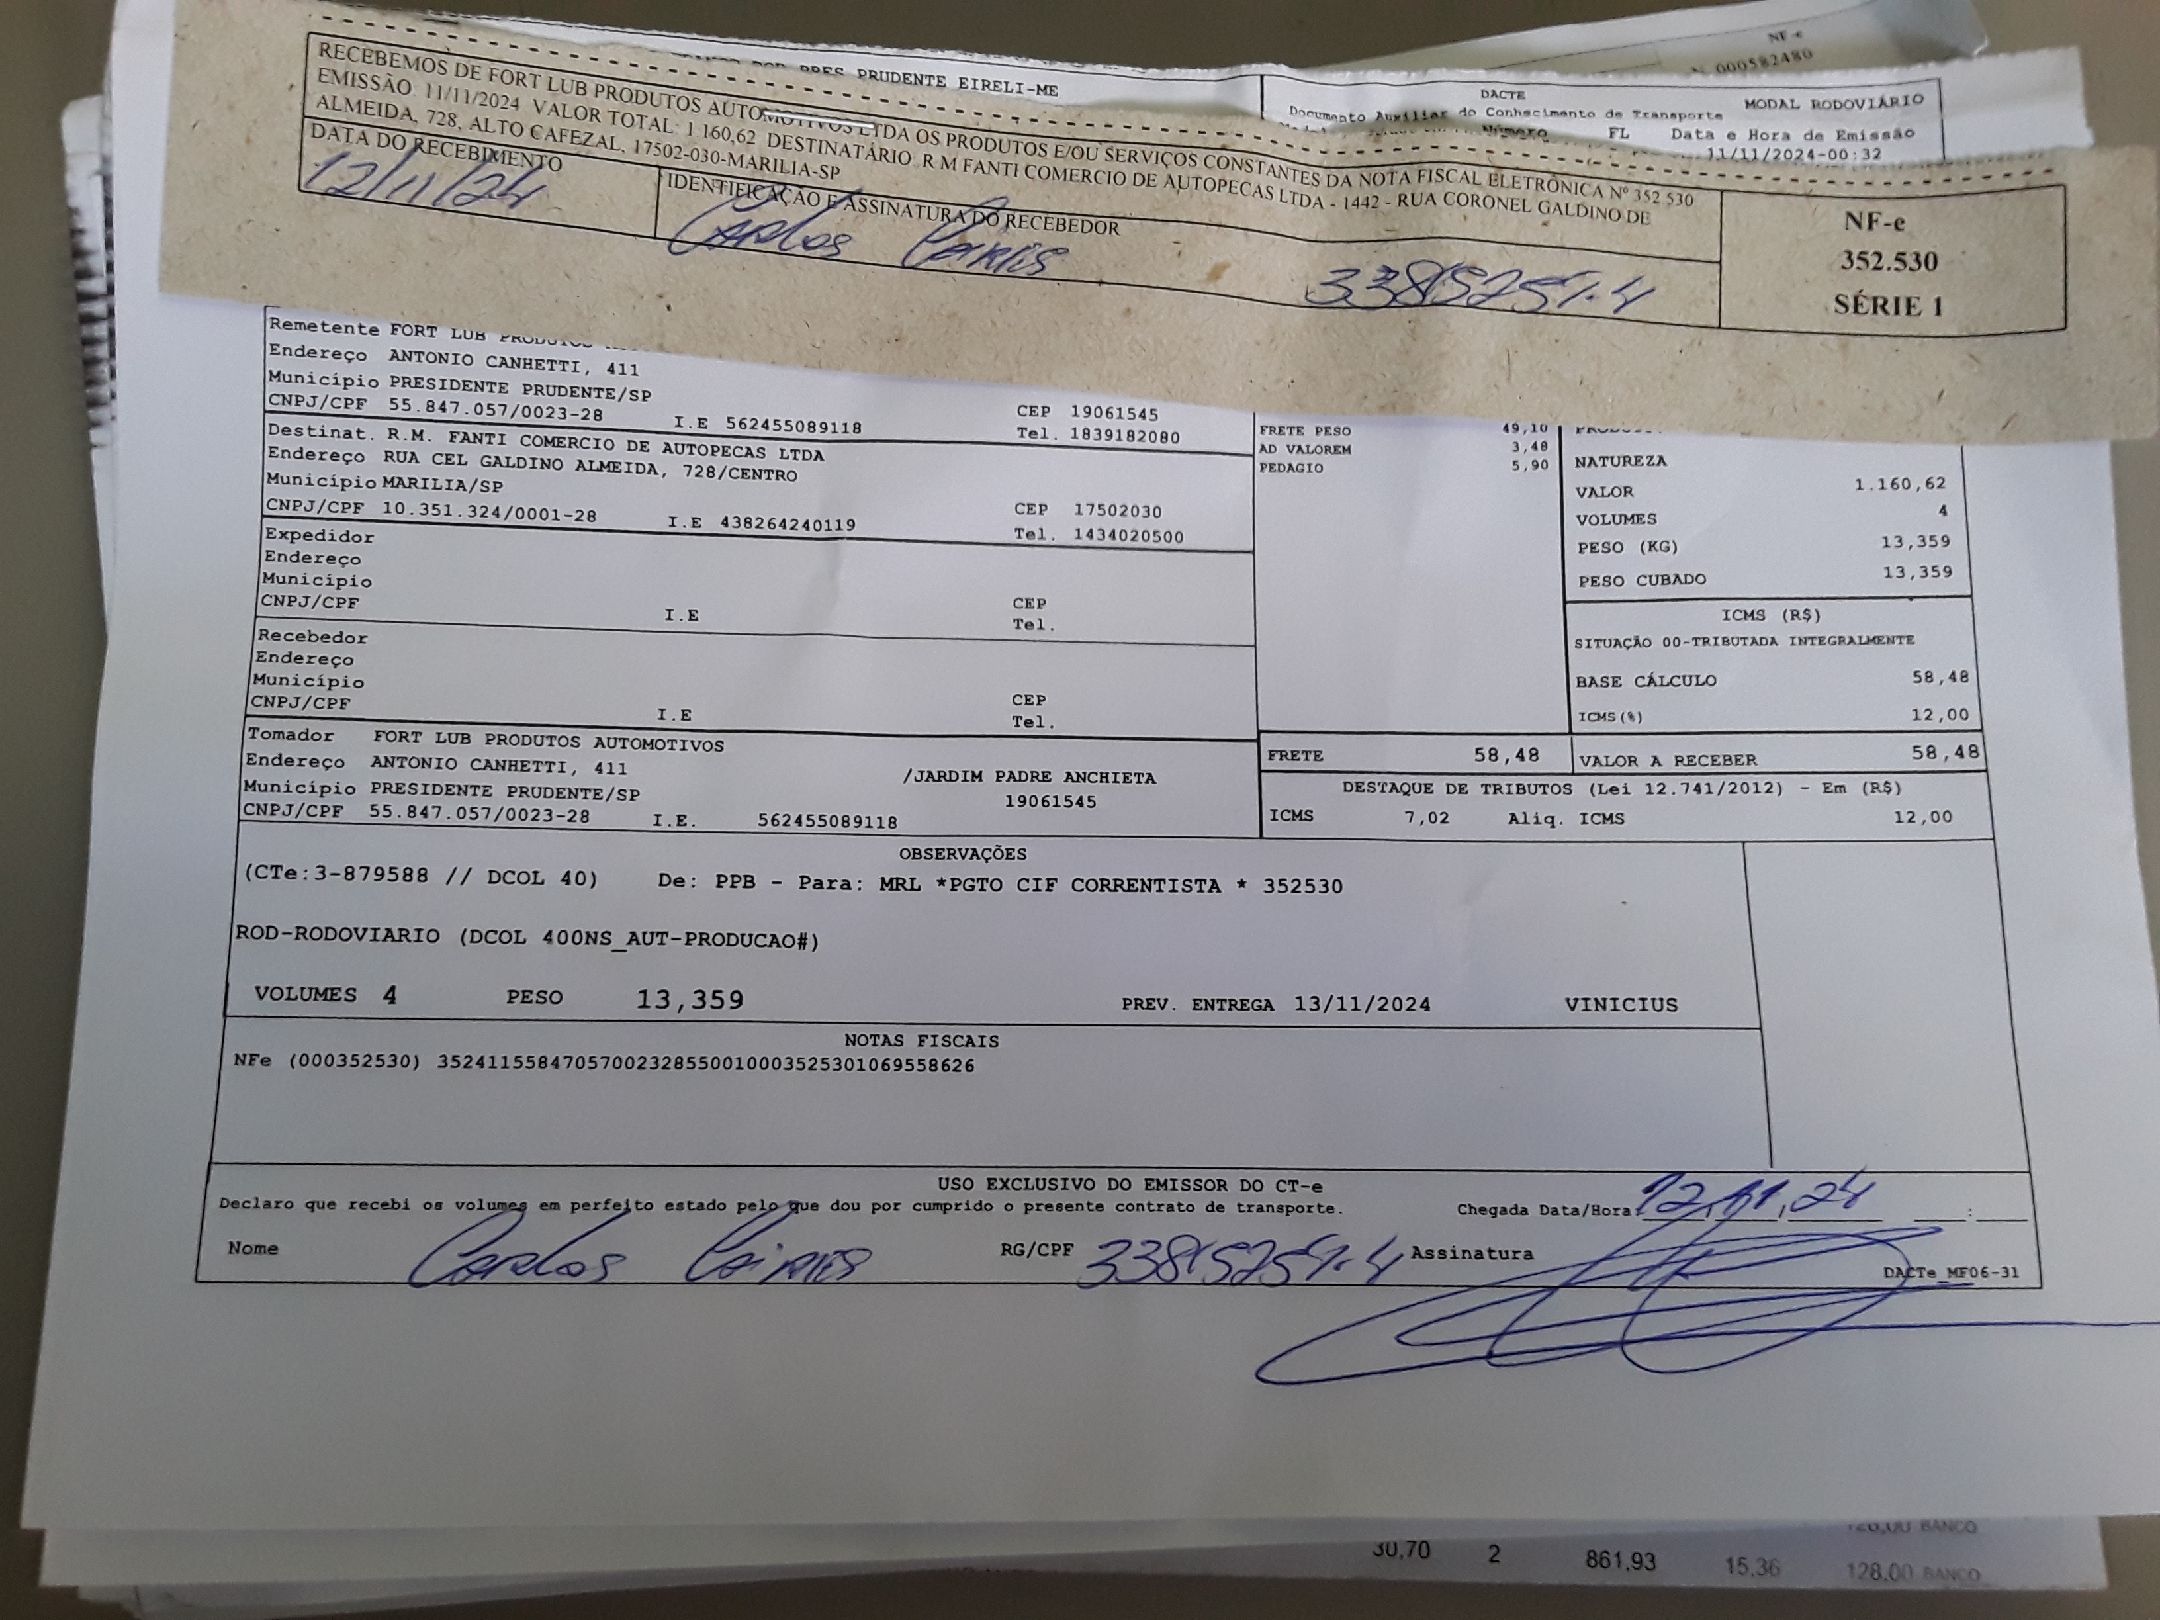 NF-e
Nº 000582480
PRES PRUDENTE EIRELI-ME
DACTE
MODAL RODOVIÁRIO
Documento Auxiliar do Conhecimento de Transporte
Número FL Data e Hora de Emissão
11/11/2024-00:32
RECEBEMOS DE FORT LUB PRODUTOS AUTOMOTIVOS LTDA OS PRODUTOS E/OU SERVIÇOS CONSTANTES DA NOTA FISCAL ELETRÔNICA Nº 352 530
EMISSÃO 11/11/2024 VALOR TOTAL: 1 160,62 DESTINATÁRIO R M FANTI COMERCIO DE AUTOPECAS LTDA - 1442 - RUA CORONEL GALDINO DE
ALMEIDA, 728, ALTO CAFEZAL, 17502-030-MARILIA-SP
DATA DO RECEBIMENTO
12/11/24
IDENTIFICAÇÃO E ASSINATURA DO RECEBEDOR
Carlos
NF-e
352.530
SÉRIE 1
Remetente FORT LUB PRODUTOS
Endereço ANTONIO CANHETTI, 411
Município PRESIDENTE PRUDENTE/SP
CNPJ/CPF 55.847.057/0023-28 I.E 562455089118
CEP 19061545
Tel. 1839182080
Destinat. R.M. FANTI COMERCIO DE AUTOPECAS LTDA
Endereço RUA CEL GALDINO ALMEIDA, 728/CENTRO
Município MARILIA/SP
CNPJ/CPF 10.351.324/0001-28 I.E 438264240119
CEP 17502030
Tel. 1434020500
Expedidor
Endereço
Município
CNPJ/CPF I.E
CEP
Tel.
Recebedor
Endereço
Município
CNPJ/CPF I.E
CEP
Tel.
Tomador FORT LUB PRODUTOS AUTOMOTIVOS
Endereço ANTONIO CANHETTI, 411 /JARDIM PADRE ANCHIETA
Município PRESIDENTE PRUDENTE/SP 19061545
CNPJ/CPF 55.847.057/0023-28 I.E. 562455089118
FRETE PESO 49,10
AD VALOREM 3,48
PEDAGIO 5,90
NATUREZA
VALOR 1.160,62
VOLUMES 4
PESO (KG) 13,359
PESO CUBADO 13,359
ICMS (R$)
SITUAÇÃO 00-TRIBUTADA INTEGRALMENTE
BASE CÁLCULO 58,48
ICMS(%) 12,00
FRETE 58,48 VALOR A RECEBER 58,48
DESTAQUE DE TRIBUTOS (Lei 12.741/2012) - Em (R$)
ICMS 7,02 Aliq. ICMS 12,00
OBSERVAÇÕES
(CTe:3-879588 // DCOL 40) De: PPB - Para: MRL *PGTO CIF CORRENTISTA * 352530
ROD-RODOVIARIO (DCOL 400NS_AUT-PRODUCAO#)
VOLUMES 4 PESO 13,359 PREV. ENTREGA 13/11/2024 VINICIUS
NOTAS FISCAIS
NFe (000352530) 35241155847057002328550010003525301069558626
USO EXCLUSIVO DO EMISSOR DO CT-e
Declaro que recebi os volumes em perfeito estado pelo que dou por cumprido o presente contrato de transporte.
Chegada Data/Hora: 12,11,24 :
Nome Carlos RG/CPF Assinatura
DACTe_MF06-31
128,00 BANCO
30,70 2 861,93 15,36 128,00 BANCO